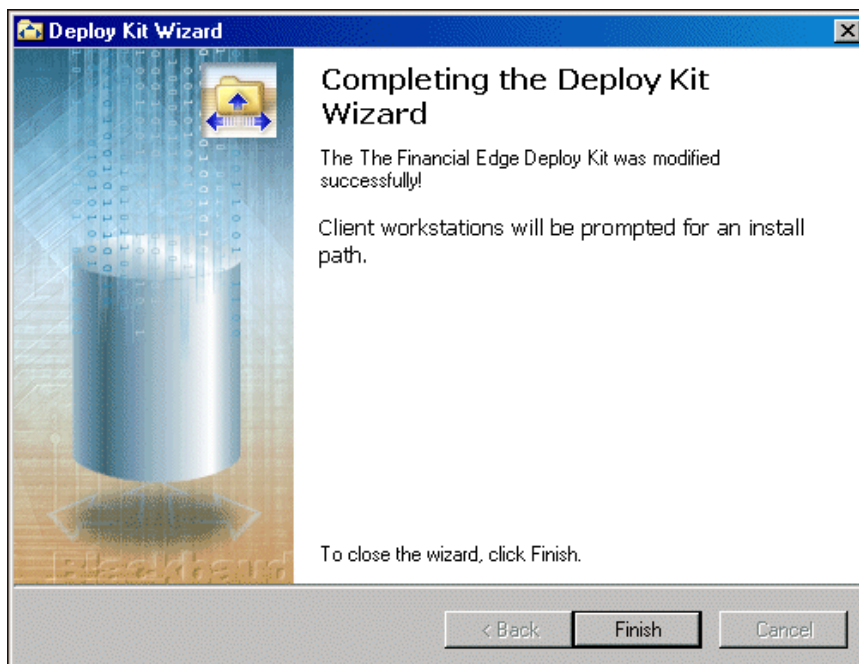 Deploy Kit Wizard
Completing the Deploy Kit
Wizard
The The Financial Edge Deploy Kit was modified
successfully!
Client workstations will be prompted for an install
path.
To close the wizard, click Finish.
Blackbaud
< Back
Finish
Cancel